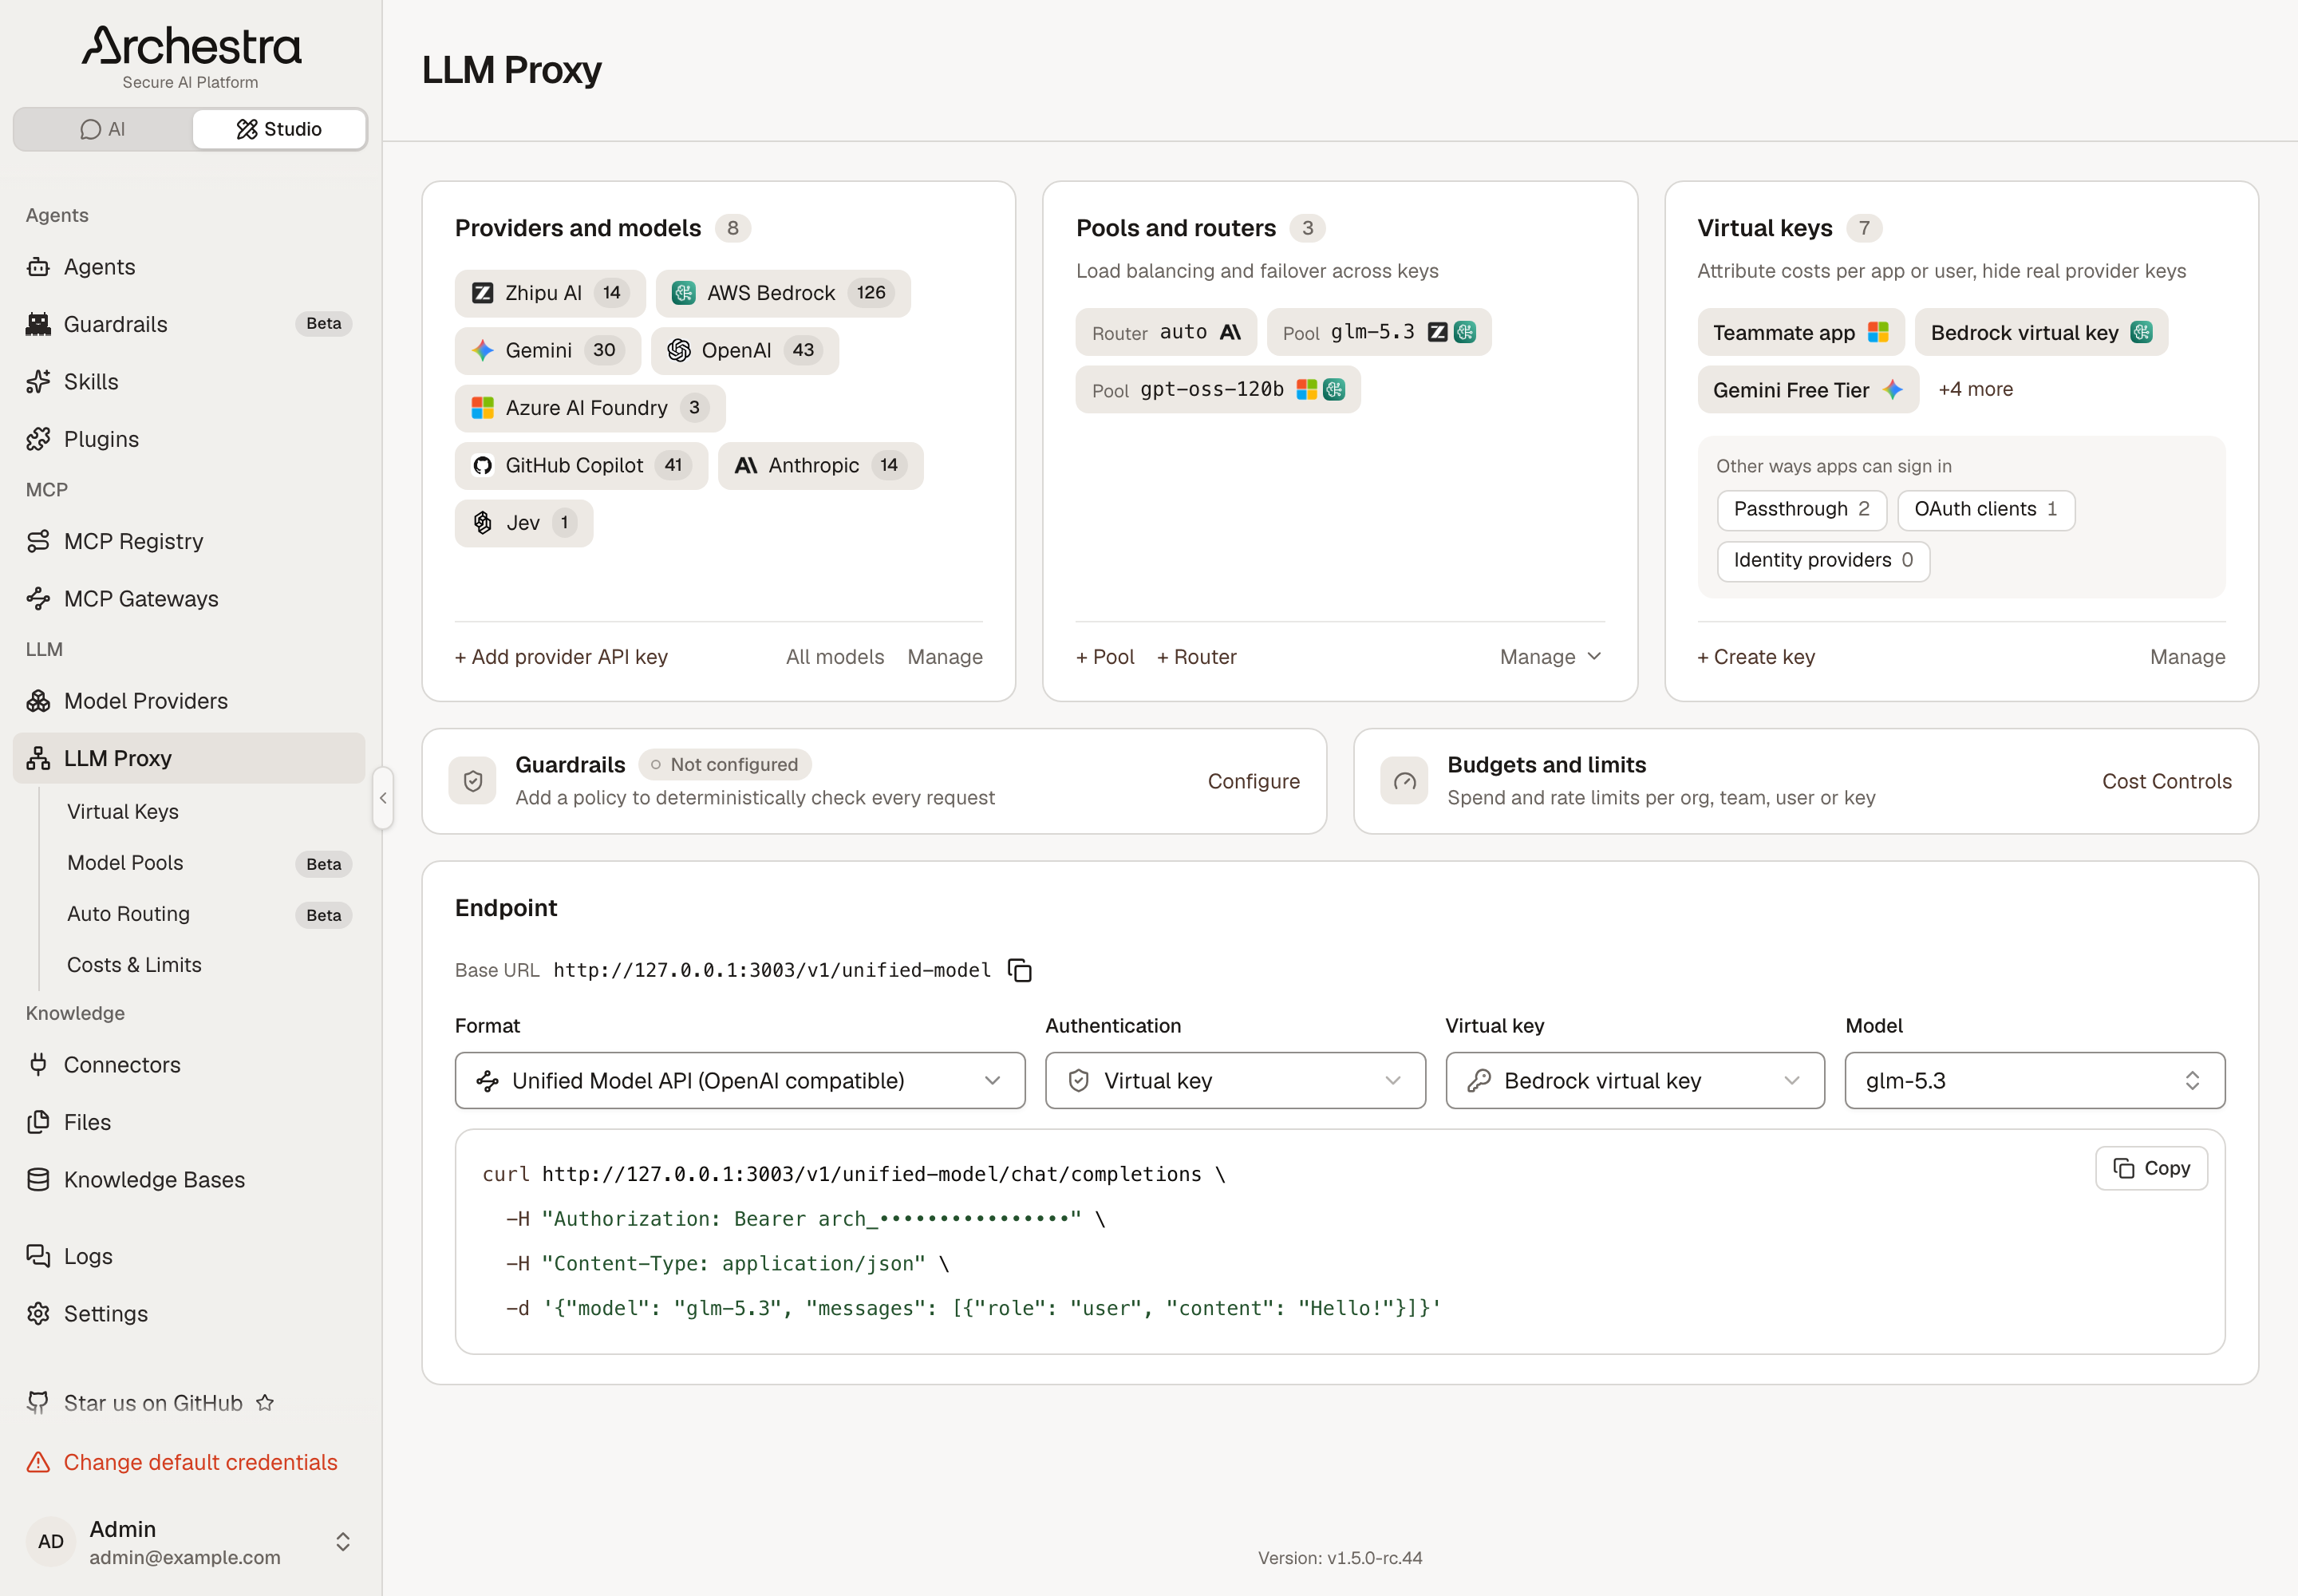 Archestra
Secure AI Platform
AI
Studio
Agents
Agents
Guardrails Beta
Skills
Plugins
MCP
MCP Registry
MCP Gateways
LLM
Model Providers
LLM Proxy
Virtual Keys
Model Pools Beta
Auto Routing Beta
Costs & Limits
Knowledge
Connectors
Files
Knowledge Bases
Logs
Settings
Star us on GitHub
Change default credentials
AD
Admin
admin@example.com
LLM Proxy
Providers and models 8
Zhipu AI 14 AWS Bedrock 126
Gemini 30 OpenAI 43
Azure AI Foundry 3
GitHub Copilot 41 Anthropic 14
Jev 1
+ Add provider API key All models Manage
Pools and routers 3
Load balancing and failover across keys
Router auto Pool glm-5.3
Pool gpt-oss-120b
+ Pool + Router Manage
Virtual keys 7
Attribute costs per app or user, hide real provider keys
Teammate app Bedrock virtual key
Gemini Free Tier +4 more
Other ways apps can sign in
Passthrough 2 OAuth clients 1
Identity providers 0
+ Create key Manage
Guardrails Not configured
Add a policy to deterministically check every request
Configure
Budgets and limits
Spend and rate limits per org, team, user or key
Cost Controls
Endpoint
Base URL http://127.0.0.1:3003/v1/unified-model
Format Authentication Virtual key Model
Unified Model API (OpenAI compatible) Virtual key Bedrock virtual key glm-5.3
Copy
curl http://127.0.0.1:3003/v1/unified-model/chat/completions \
-H "Authorization: Bearer arch_••••••••••••••••" \
-H "Content-Type: application/json" \
-d '{"model": "glm-5.3", "messages": [{"role": "user", "content": "Hello!"}]}'
Version: v1.5.0-rc.44